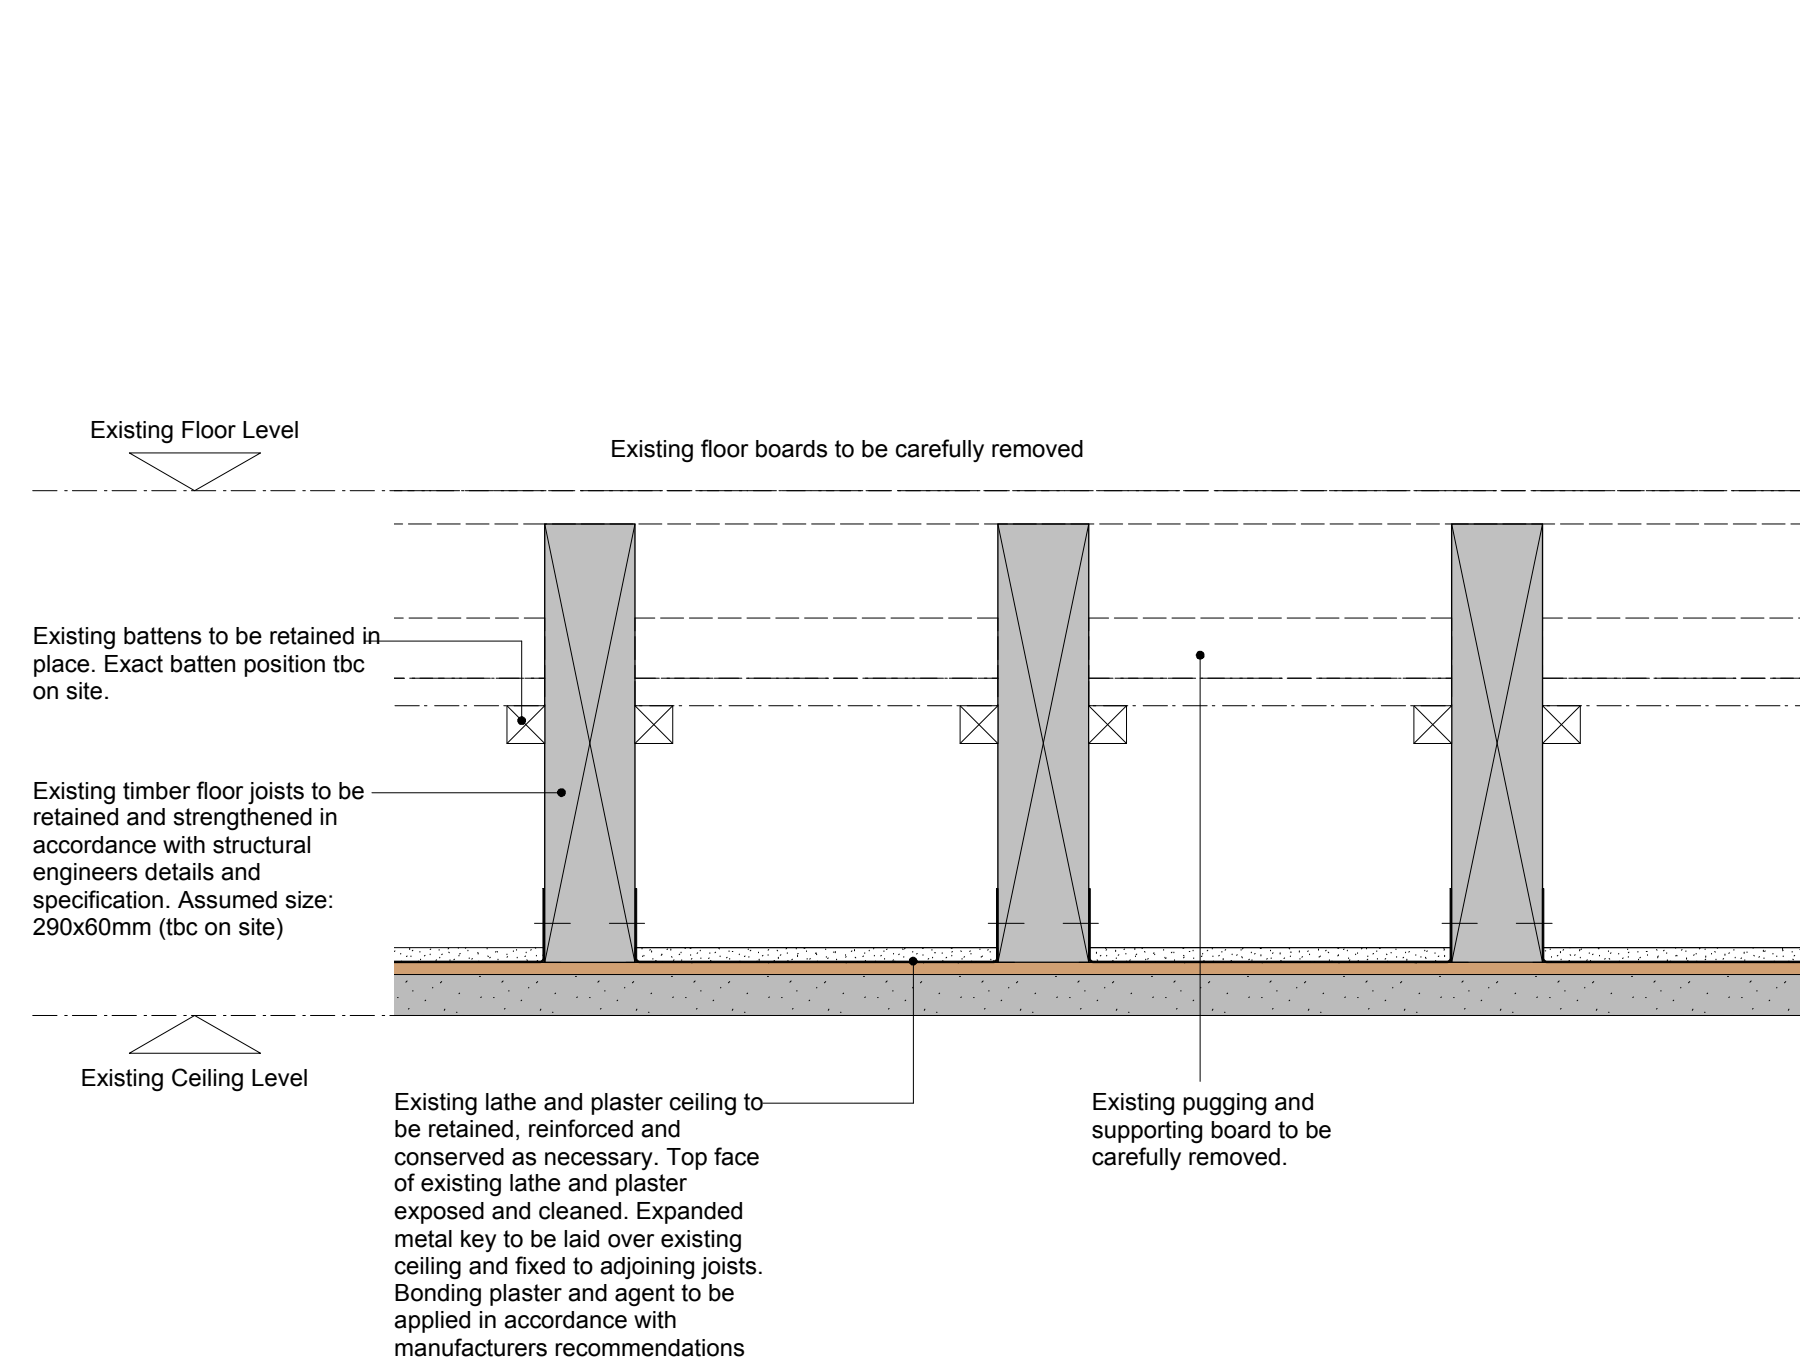 Existing Floor Level
Existing floor boards to be carefully removed
Existing battens to be retained in
place. Exact batten position tbc
on site.
Existing timber floor joists to be
retained and strengthened in
accordance with structural
engineers details and
specification. Assumed size:
290x60mm (tbc on site)
Existing Ceiling Level
Existing lathe and plaster ceiling to
be retained, reinforced and
conserved as necessary. Top face
of existing lathe and plaster
exposed and cleaned. Expanded
metal key to be laid over existing
ceiling and fixed to adjoining joists.
Bonding plaster and agent to be
applied in accordance with
manufacturers recommendations
Existing pugging and
supporting board to be
carefully removed.